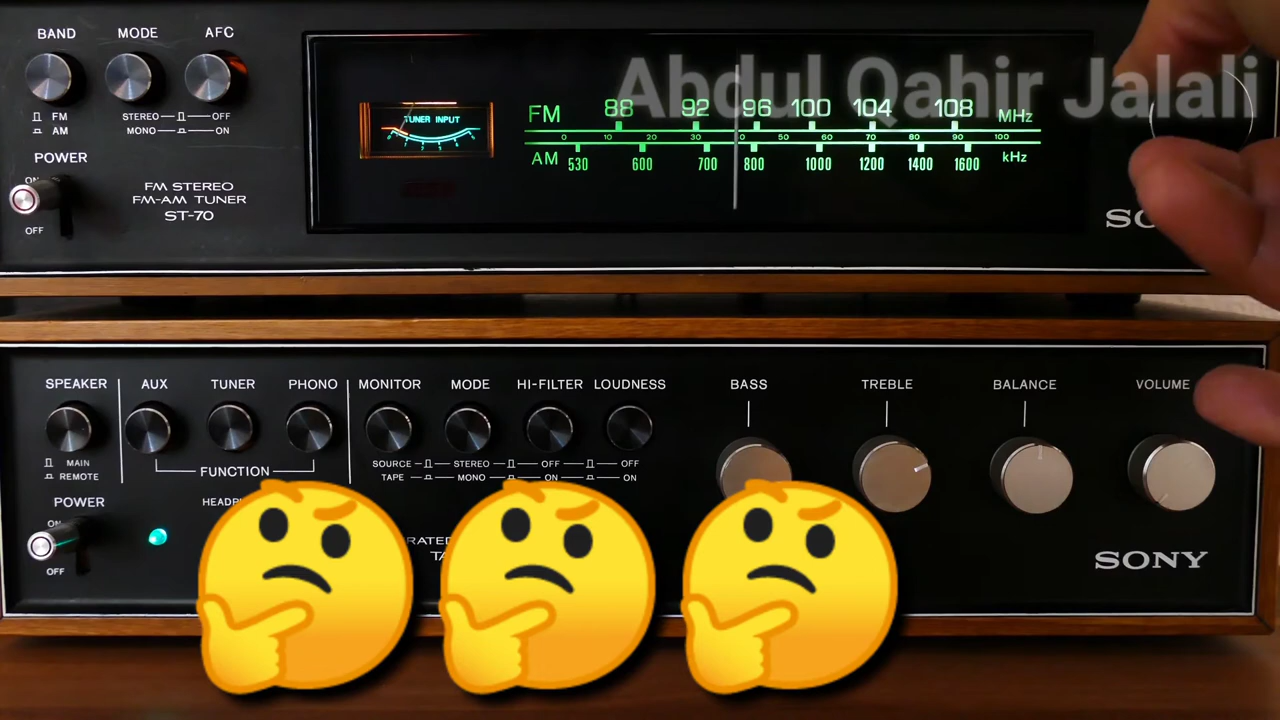 BAND MODE AFC
Abdul Qahir Jalali
FM 88 92 96 100 104 108 MHz
TUNER INPUT
0 10 20 30 50 60 70 80 90 100
AM 530 600 700 800 1000 1200 1400 1600 kHz
FM STEREO OFF
AM MONO ON
POWER
ON
OFF
FM STEREO
FM-AM TUNER
ST-70
SO
SPEAKER AUX TUNER PHONO MONITOR MODE HI-FILTER LOUDNESS BASS TREBLE BALANCE VOLUME
MAIN SOURCE STEREO OFF OFF
REMOTE FUNCTION TAPE MONO ON ON
POWER
ON
OFF
SONY